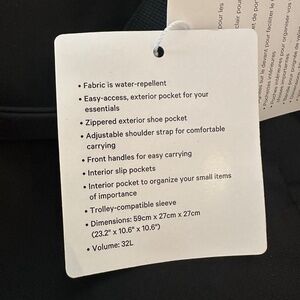 • Fabric is water-repellent
• Easy-access, exterior pocket for your
essentials
• Zippered exterior shoe pocket
• Adjustable shoulder strap for comfortable
carrying
• Front handles for easy carrying
• Interior slip pockets
• Interior pocket to organize your small items
of importance
• Trolley-compatible sleeve
• Dimensions: 59cm x 27cm x 27cm
(23.2" x 10.6" x 10.6")
• Volume: 32L